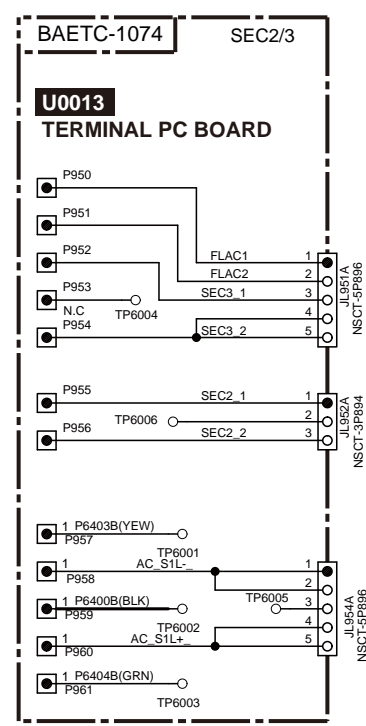 BAETC-1074
SEC2/3
U0013
TERMINAL PC BOARD
P950
P951
P952
P953
N.C
TP6004
P954
FLAC1
FLAC2
SEC3_1
SEC3_2
1
2
3
4
5
JL951A
NSCT-5P896
P955
P956
TP6006
SEC2_1
SEC2_2
1
2
3
JL952A
NSCT-3P894
1 P6403B(YEW)
P957
TP6001
1
P958
AC_S1L-_
1 P6400B(BLK)
P959
TP6002
1
P960
AC_S1L+_
1 P6404B(GRN)
P961
TP6003
TP6005
1
2
3
4
5
JL954A
NSCT-5P896